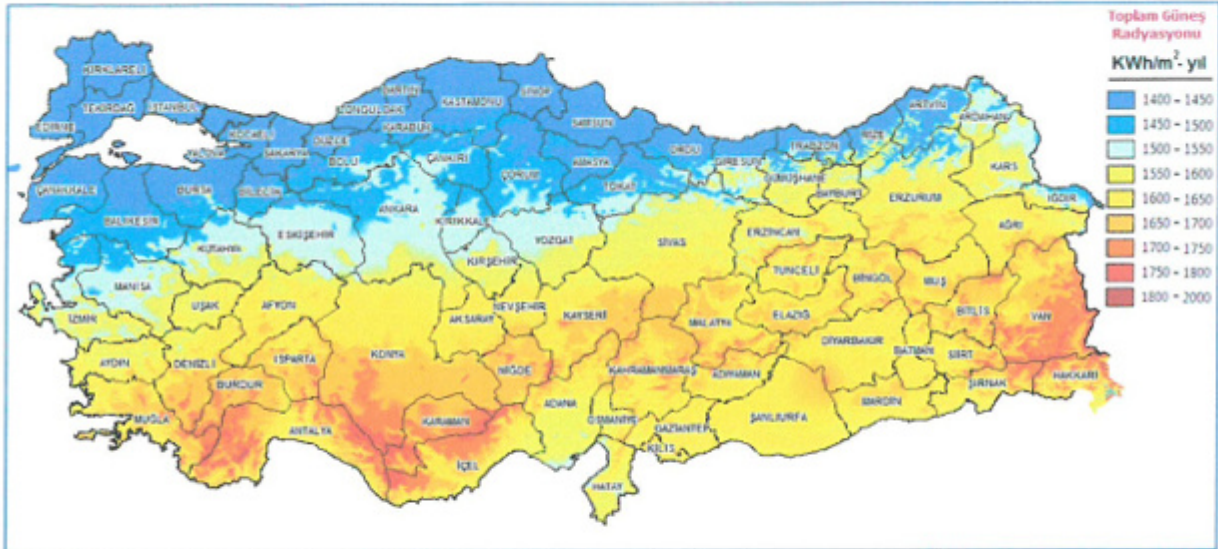 Toplam Güneş
Radyasyonu
KWh/m²- yıl
1400 - 1450
1450 - 1500
1500 - 1550
1550 - 1600
1600 - 1650
1650 - 1700
1700 - 1750
1750 - 1800
1800 - 2000
KIRKLARELİ
TEKİRDAĞ
İSTANBUL
EDİRNE
KOCAELİ
YALOVA
SAKARYA
DÜZCE
BOLU
ZONGULDAK
BARTIN
KARABÜK
KASTAMONU
SİNOP
SAMSUN
ÇANKIRI
ÇORUM
AMASYA
TOKAT
ORDU
GİRESUN
TRABZON
RİZE
ARTVİN
ARDAHAN
KARS
GÜMÜŞHANE
BAYBURT
ERZURUM
IĞDIR
AĞRI
ÇANAKKALE
BALIKESİR
BURSA
BİLECİK
KÜTAHYA
ESKİŞEHİR
ANKARA
KIRIKKALE
YOZGAT
KIRŞEHİR
SİVAS
ERZİNCAN
TUNCELİ
BİNGÖL
MUŞ
BİTLİS
VAN
MANİSA
İZMİR
UŞAK
AFYON
AKSARAY
NEVŞEHİR
KAYSERİ
MALATYA
ELAZIĞ
DİYARBAKIR
BATMAN
SİİRT
ŞIRNAK
HAKKARİ
AYDIN
DENİZLİ
ISPARTA
BURDUR
KONYA
NİĞDE
KAHRAMANMARAŞ
ADIYAMAN
MUĞLA
ANTALYA
KARAMAN
İÇEL
ADANA
OSMANİYE
GAZİANTEP
KİLİS
ŞANLIURFA
MARDİN
HATAY